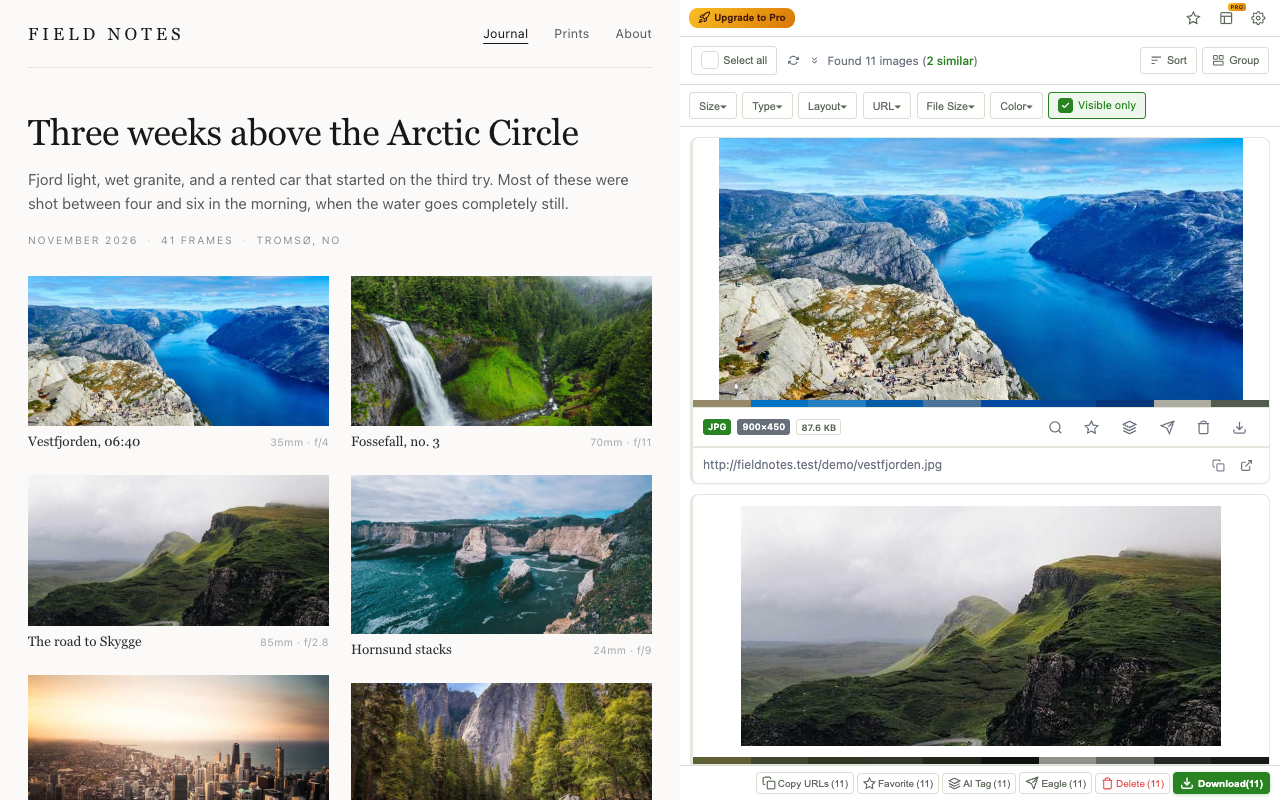 FIELD NOTES
Journal
Prints
About
Three weeks above the Arctic Circle
Fjord light, wet granite, and a rented car that started on the third try. Most of these were
shot between four and six in the morning, when the water goes completely still.
NOVEMBER 2026 · 41 FRAMES · TROMSØ, NO
Vestfjorden, 06:40
35mm · f/4
Fossefall, no. 3
70mm · f/11
The road to Skygge
85mm · f/2.8
Hornsund stacks
24mm · f/9
Upgrade to Pro
PRO
Select all
Found 11 images (2 similar)
Sort
Group
Size
Type
Layout
URL
File Size
Color
Visible only
JPG
900×450
87.6 KB
http://fieldnotes.test/demo/vestfjorden.jpg
Copy URLs (11)
Favorite (11)
AI Tag (11)
Eagle (11)
Delete (11)
Download(11)